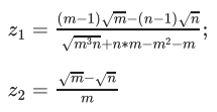 z₁ = ((m−1)√m−(n−1)√n)/(√(m³n)+n∗m−m²−m);
z₂ = (√m−√n)/m